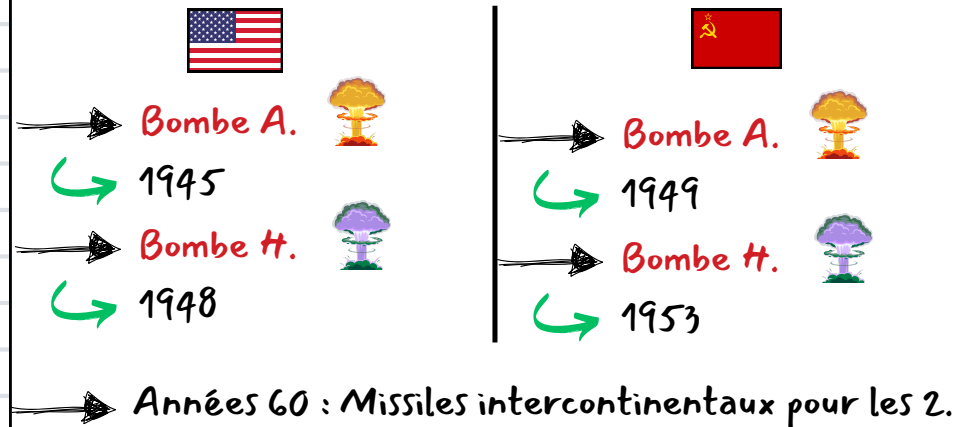 Bombe A.
1945
Bombe H.
1948
Bombe A.
1949
Bombe H.
1953
Années 60 : Missiles intercontinentaux pour les 2.